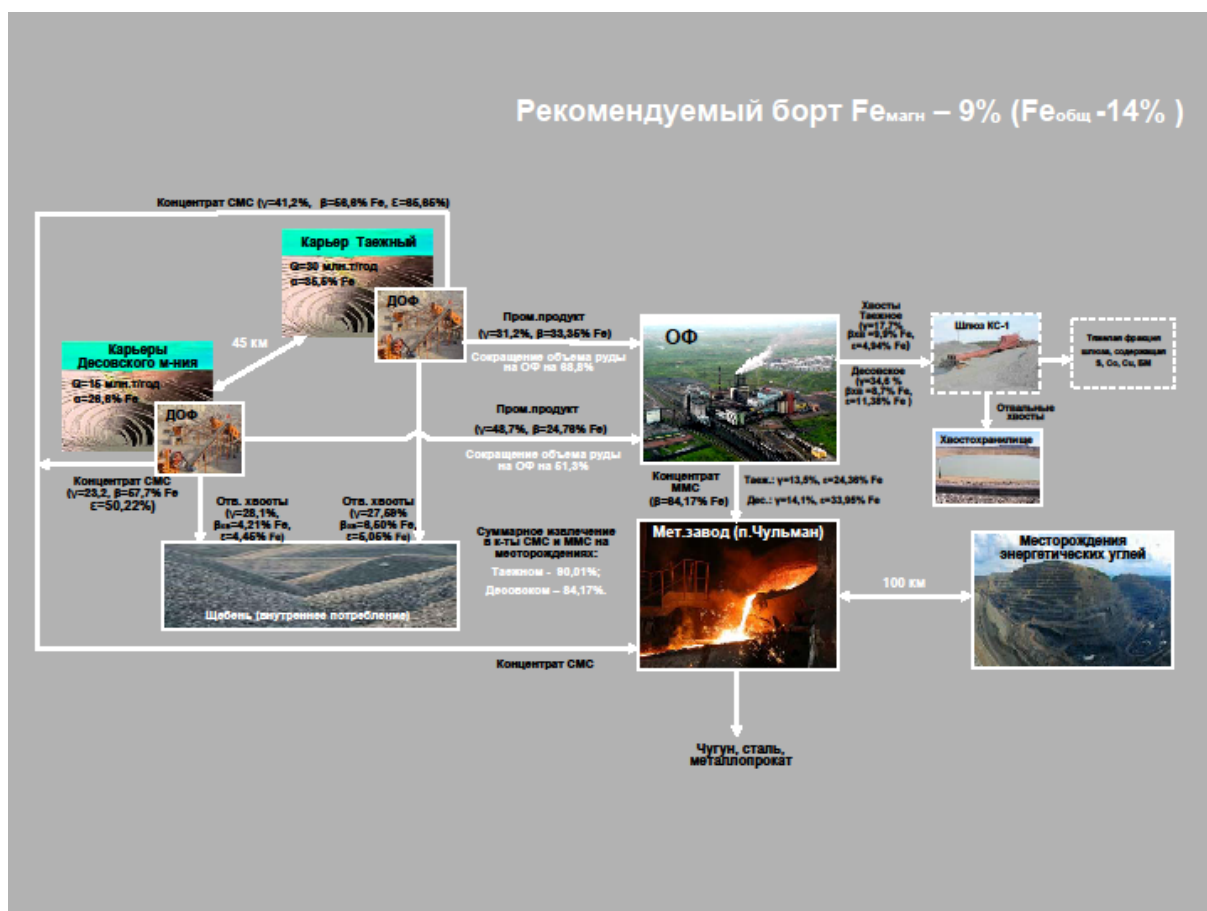 Рекомендуемый борт Feмагн – 9% (Feобщ -14% )
Концентрат СМС (γ=41,2%, β=56,6% Fe, Ɛ=65,65%)
Карьер Таежный
Q=30 млн.т/год
α=35,5% Fe
ДОФ
45 км
Карьеры
Десовского м-ния
Q=15 млн.т/год
α=26,6% Fe
ДОФ
Концентрат СМС
(γ=23,2, β=57,7% Fe
Ɛ=50,22%)
Пром.продукт
(γ=31,2%, β=33,35% Fe)
Сокращение объема руды
на ОФ на 68,8%
Пром.продукт
(γ=48,7%, β=24,76% Fe)
Сокращение объема руды
на ОФ на 51,3%
ОФ
Хвосты
Таежное
(γ=17,7%,
βхв =9,9% Fe,
ε=4,94% Fe)
Десовское
(γ=34,6 %
βхв =8,7% Fe,
ε=11,38% Fe )
Шлюз КС-1
Тяжелая фракция
шлюза, содержащая
S, Co, Cu, БМ
Отвальные
хвосты
Хвостохранилище
Отв. хвосты
(γ=28,1%,
βхв=4,21% Fe,
ε=4,45% Fe)
Отв. хвосты
(γ=27,59%
βхв=6,50% Fe,
ε=5,05% Fe)
Щебень (внутреннее потребление)
Суммарное извлечение
в к-ты СМС и ММС на
месторождениях:
Таежном - 90,01%;
Десовском – 84,17%.
Концентрат
ММС
(β=64,17% Fe)
Таеж.: γ=13,5%, ε=24,36% Fe
Дес.: γ=14,1%, ε=33,95% Fe
Мет.завод (п.Чульман)
100 км
Месторождения
энергетических углей
Концентрат СМС
Чугун, сталь,
металлопрокат